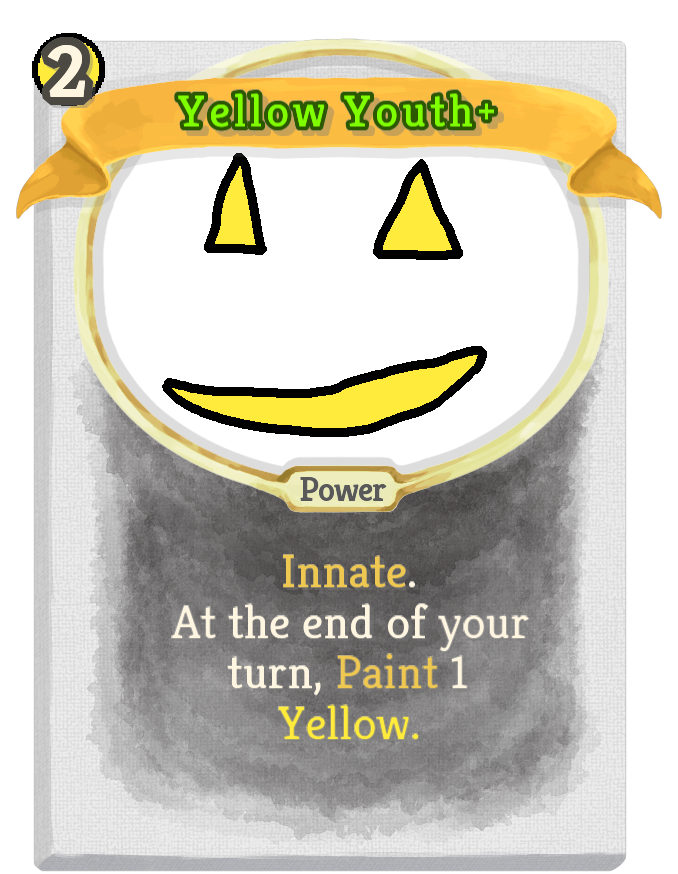 2
Yellow Youth+
Power
Innate.
At the end of your
turn, Paint 1
Yellow.